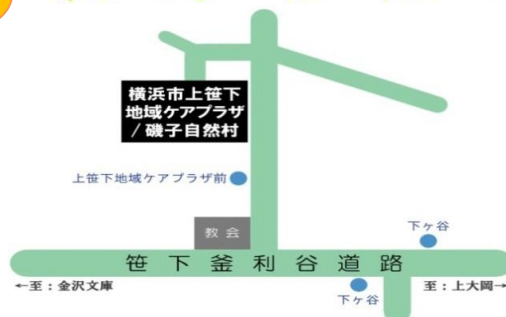 横浜市上笹下
地域ケアプラザ
/ 磯子自然村
上笹下地域ケアプラザ前
教会
下ヶ谷
笹下釜利谷道路
←至：金沢文庫
下ヶ谷
至：上大岡→